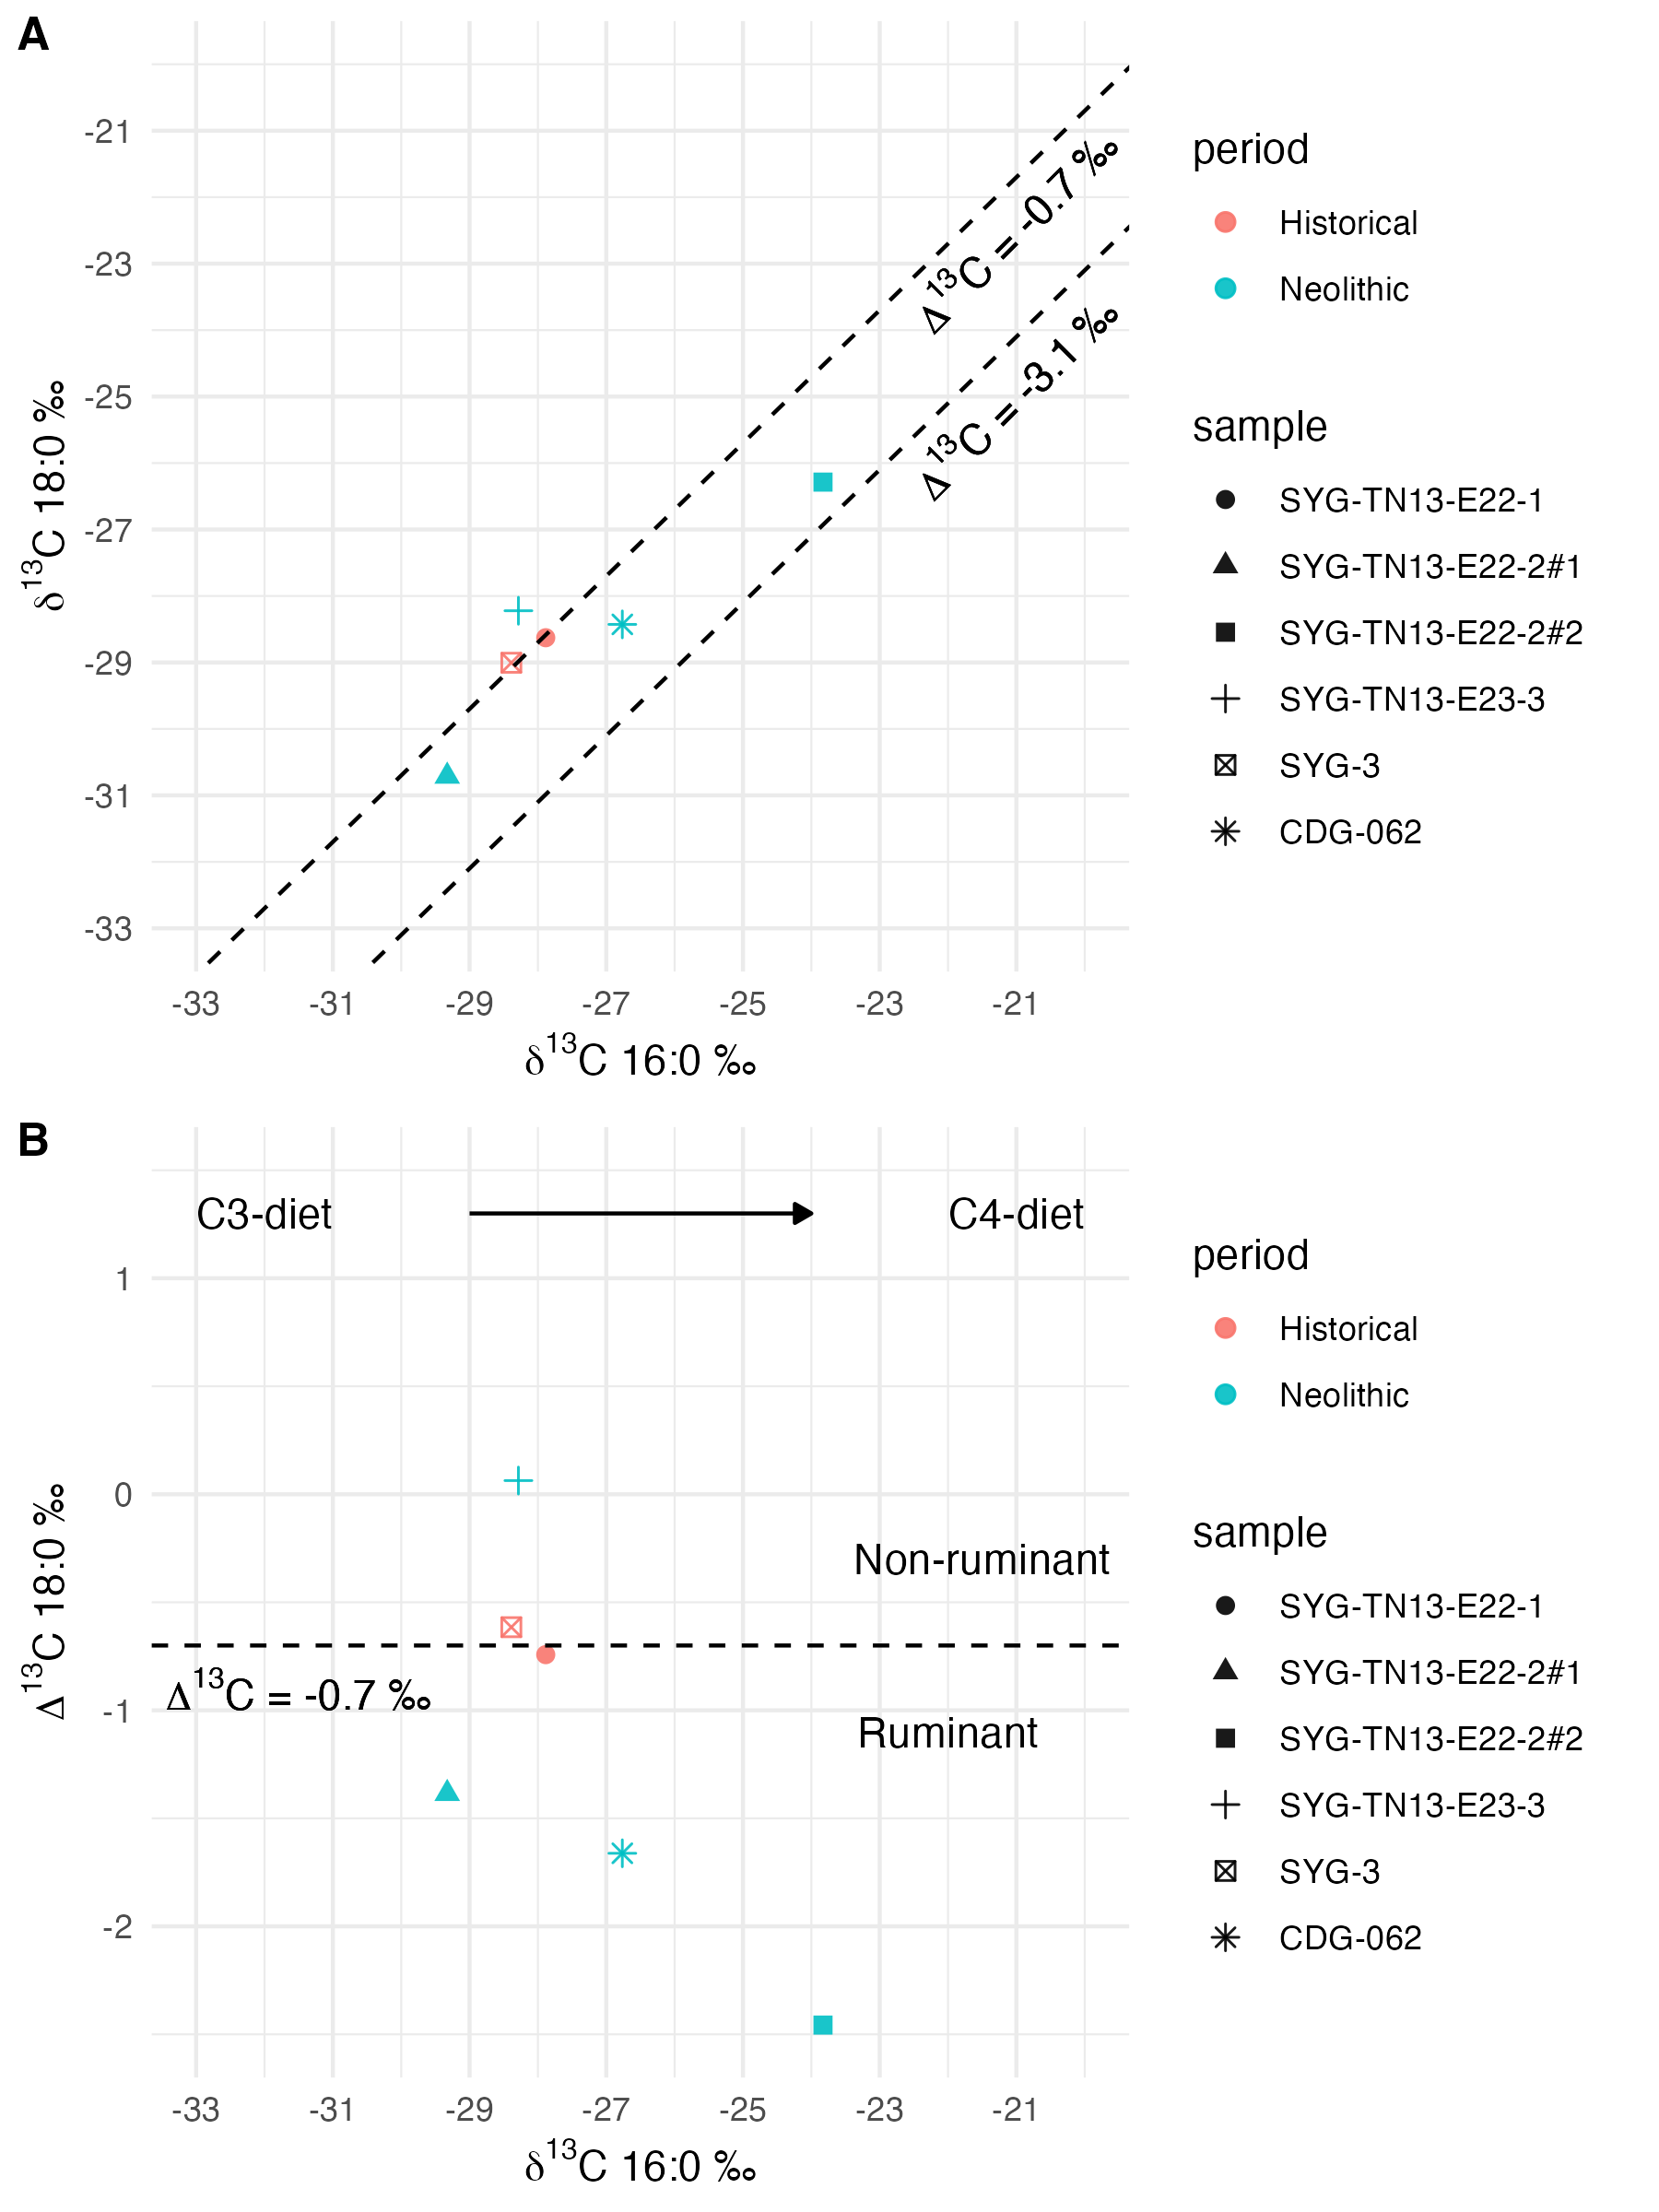 A
-21
-23
-25
-27
-29
-31
-33
δ13C 18:0 ‰
Δ13C = -0.7 ‰
Δ13C = -3.1 ‰
-33 -31 -29 -27 -25 -23 -21
δ13C 16:0 ‰
period
Historical
Neolithic
sample
SYG-TN13-E22-1
SYG-TN13-E22-2#1
SYG-TN13-E22-2#2
SYG-TN13-E23-3
SYG-3
CDG-062
B
C3-diet C4-diet
1
0
-1
-2
Δ13C 18:0 ‰
Non-ruminant
Δ13C = -0.7 ‰
Ruminant
-33 -31 -29 -27 -25 -23 -21
δ13C 16:0 ‰
period
Historical
Neolithic
sample
SYG-TN13-E22-1
SYG-TN13-E22-2#1
SYG-TN13-E22-2#2
SYG-TN13-E23-3
SYG-3
CDG-062